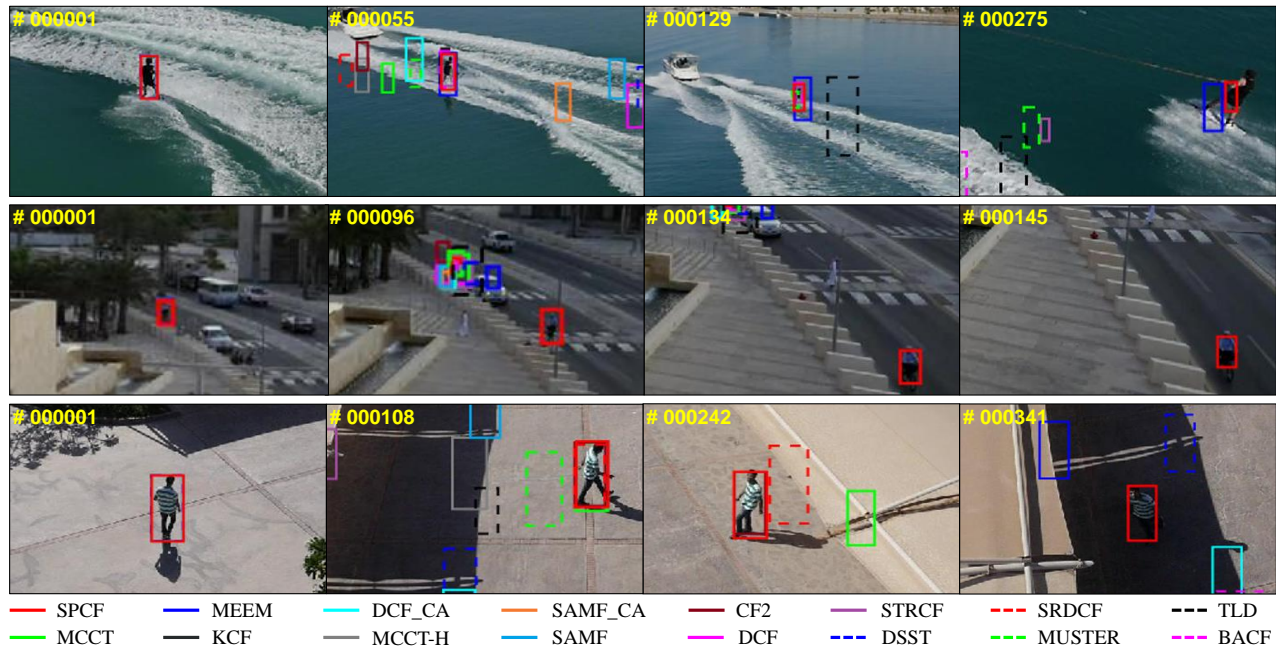 # 000001 # 000055 # 000129 # 000275
# 000001 # 000096 # 000134 # 000145
# 000001 # 000108 # 000242 # 000341
SPCF MEEM DCF_CA SAMF_CA CF2 STRCF SRDCF TLD
MCCT KCF MCCT-H SAMF DCF DSST MUSTER BACF